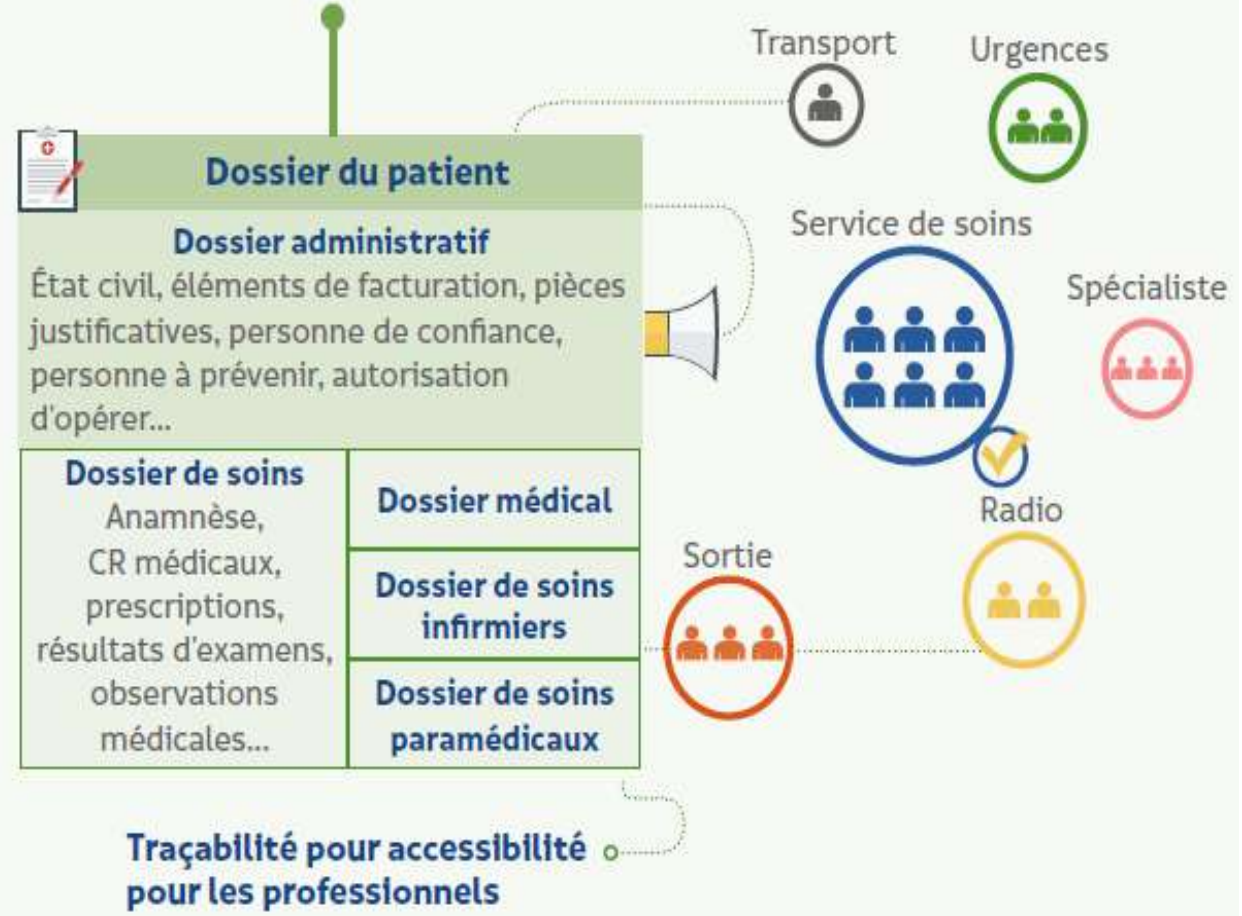 Transport
Urgences
Dossier du patient
Dossier administratif
État civil, éléments de facturation, pièces
justificatives, personne de confiance,
personne à prévenir, autorisation
d'opérer...
Service de soins
Spécialiste
Dossier de soins
Anamnèse,
CR médicaux,
prescriptions,
résultats d'examens,
observations
médicales...
Dossier médical
Dossier de soins
infirmiers
Dossier de soins
paramédicaux
Radio
Sortie
Traçabilité pour accessibilité
pour les professionnels